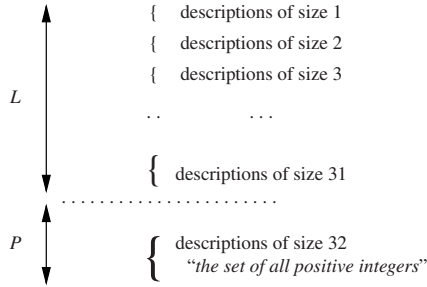 { descriptions of size 1
{ descriptions of size 2
{ descriptions of size 3
L
. . . . .
{ descriptions of size 31
. . . . . . . . . . . . . . . . . . . . . . .
P
{ descriptions of size 32
“the set of all positive integers”